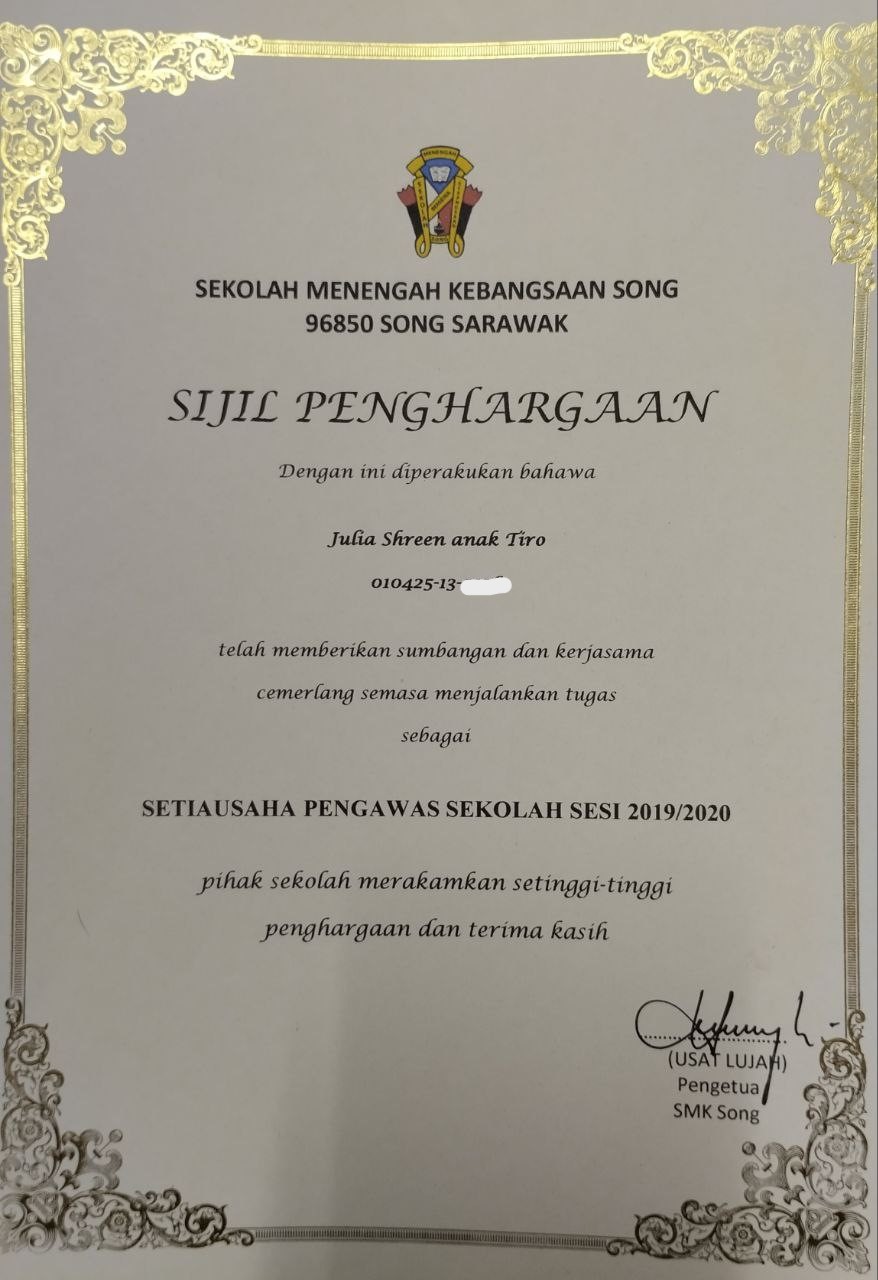 MENENGAH
SEKOLAH
SONG
SEKOLAH MENENGAH KEBANGSAAN SONG
96850 SONG SARAWAK
SIJIL PENGHARGAAN
Dengan ini diperakukan bahawa
Julia Shreen anak Tiro
010425-13-
telah memberikan sumbangan dan kerjasama
cemerlang semasa menjalankan tugas
sebagai
SETIAUSAHA PENGAWAS SEKOLAH SESI 2019/2020
pihak sekolah merakamkan setinggi-tinggi
penghargaan dan terima kasih
(USAT LUJAH)
Pengetua
SMK Song